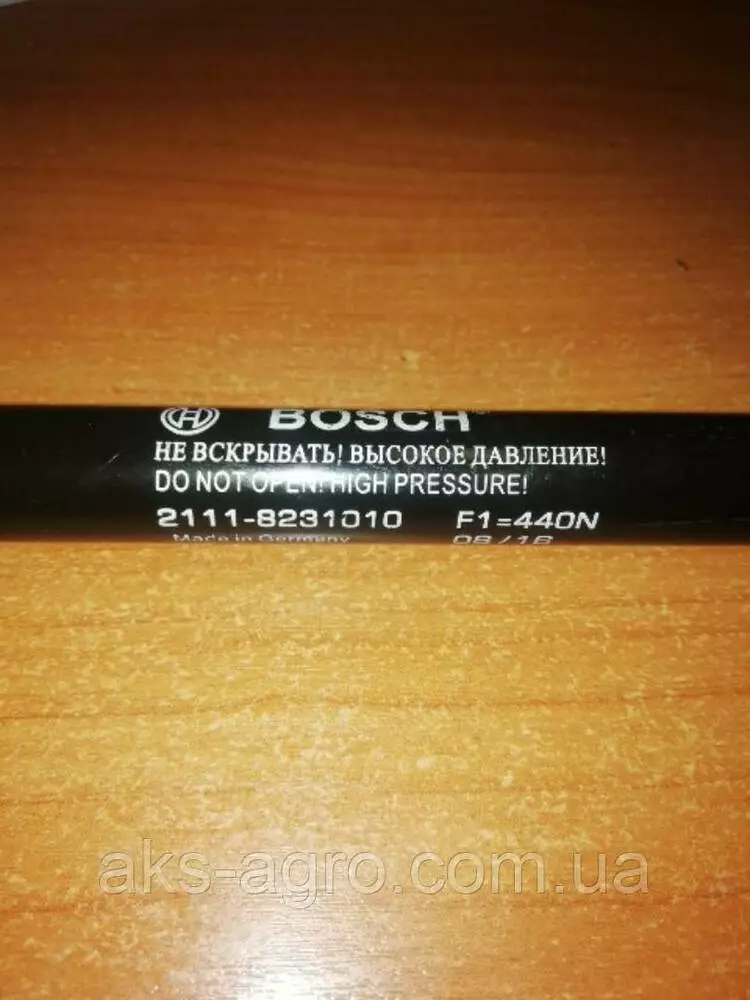 BOSCH
НЕ ВСКРЫВАТЬ! ВЫСОКОЕ ДАВЛЕНИЕ!
DO NOT OPEN! HIGH PRESSURE!
2111-8231010 F1=440N
Made in Germany 08/16
aks-agro.com.ua